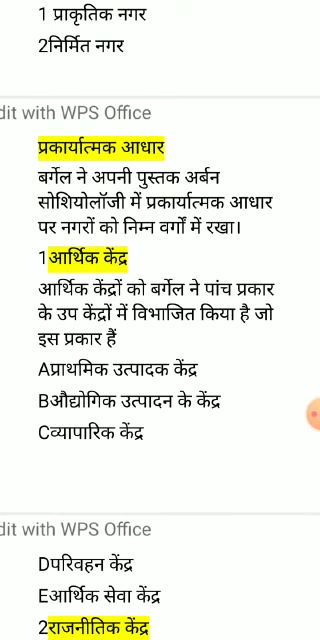 1 प्राकृतिक नगर
2निर्मित नगर
dit with WPS Office
प्रकार्यात्मक आधार
बर्गेल ने अपनी पुस्तक अर्बन
सोशियोलॉजी में प्रकार्यात्मक आधार
पर नगरों को निम्न वर्गों में रखा।
1आर्थिक केंद्र
आर्थिक केंद्रों को बर्गेल ने पांच प्रकार
के उप केंद्रों में विभाजित किया है जो
इस प्रकार हैं
Aप्राथमिक उत्पादक केंद्र
Bऔद्योगिक उत्पादन के केंद्र
Cव्यापारिक केंद्र
dit with WPS Office
Dपरिवहन केंद्र
Eआर्थिक सेवा केंद्र
2राजनीतिक केंद्र